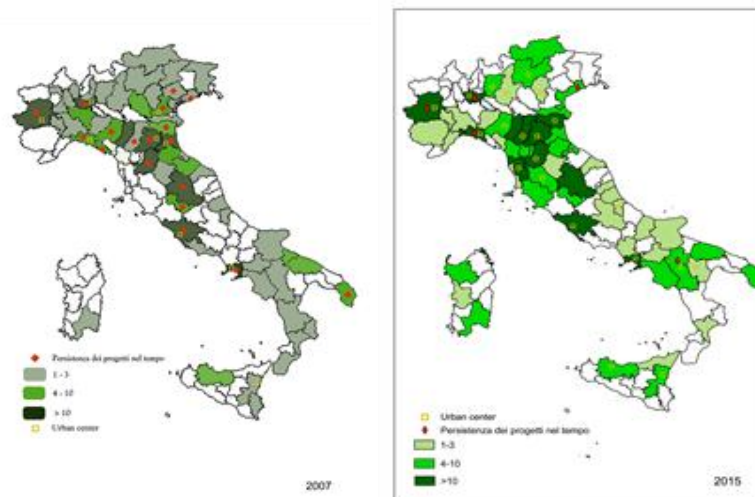 Persistenza dei progetti nel tempo
1 - 3
4 - 10
> 10
Urban center
2007
Urban center
Persistenza dei progetti nel tempo
1-3
4-10
>10
2015